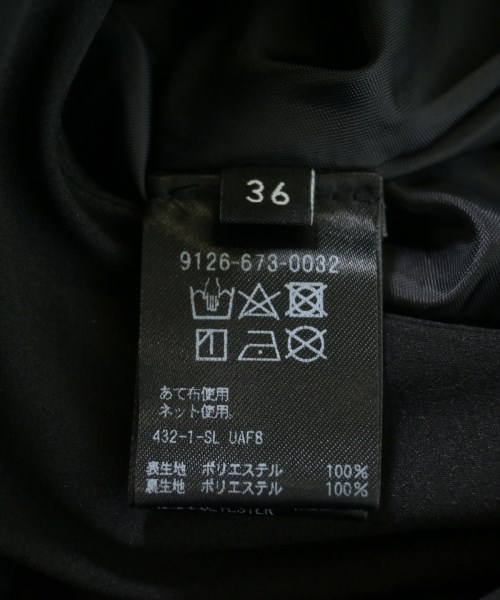 36
9126-673-0032
あて布使用
ネット使用。
432-1-SL UAF8
表生地 ポリエステル 100%
裏生地 ポリエステル 100%